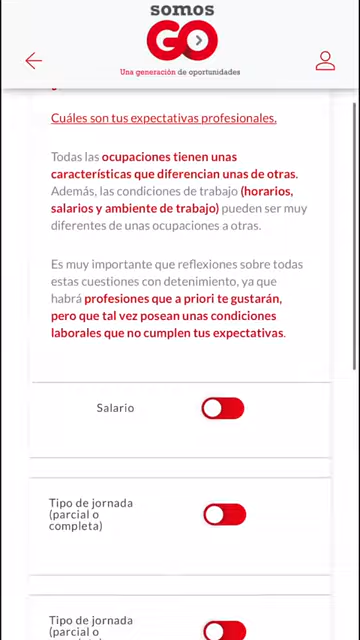 somos
GO
Una generación de oportunidades
Cuáles son tus expectativas profesionales.
Todas las ocupaciones tienen unas
características que diferencian unas de otras.
Además, las condiciones de trabajo (horarios,
salarios y ambiente de trabajo) pueden ser muy
diferentes de unas ocupaciones a otras.
Es muy importante que reflexiones sobre todas
estas cuestiones con detenimiento, ya que
habrá profesiones que a priori te gustarán,
pero que tal vez posean unas condiciones
laborales que no cumplen tus expectativas.
Salario
Tipo de jornada
(parcial o
completa)
Tipo de jornada
(parcial o